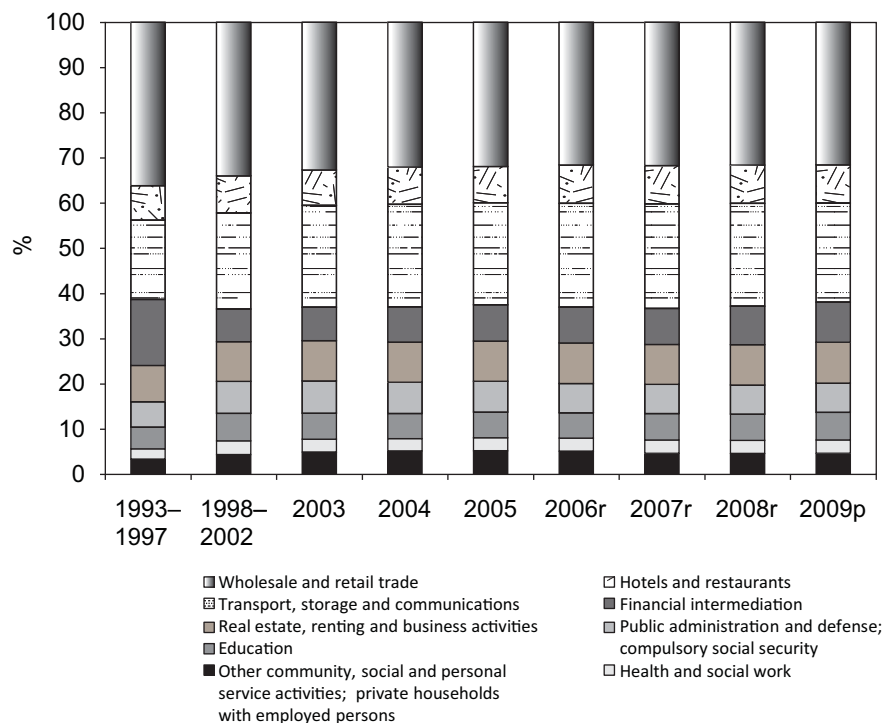 100
90
80
70
60
50
40
30
20
10
0
%
1993–
1997
1998–
2002
2003
2004
2005
2006r
2007r
2008r
2009p
Wholesale and retail trade
Hotels and restaurants
Transport, storage and communications
Financial intermediation
Real estate, renting and business activities
Public administration and defense;
compulsory social security
Education
Other community, social and personal
service activities; private households
with employed persons
Health and social work